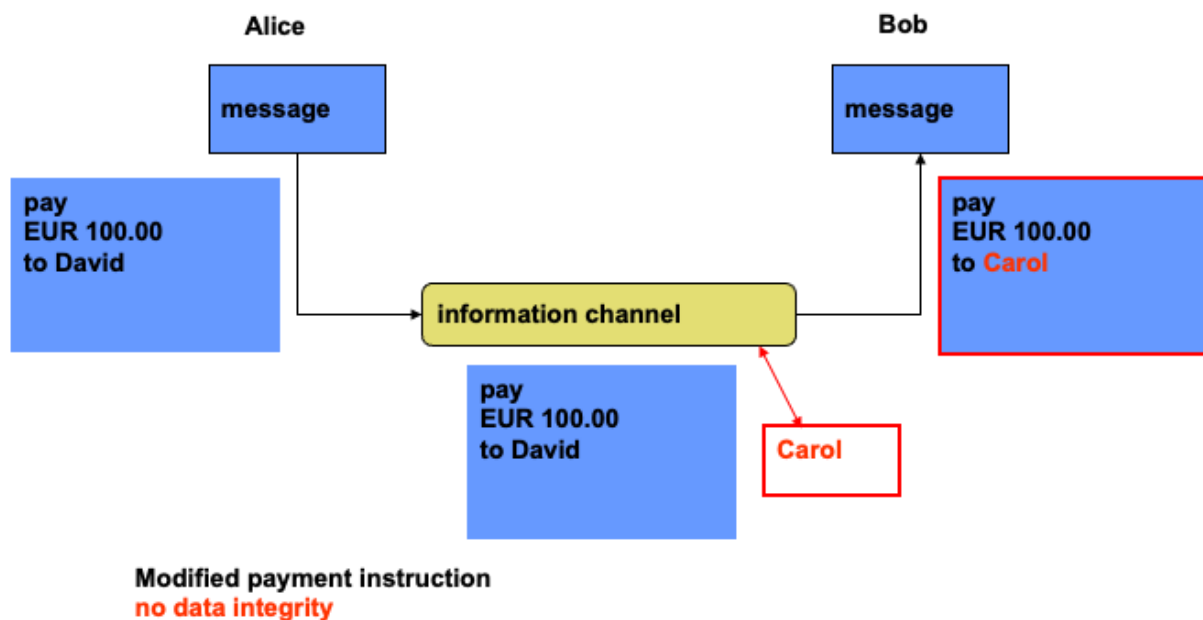 Alice
Bob
message
message
pay
EUR 100.00
to David
pay
EUR 100.00
to Carol
information channel
pay
EUR 100.00
to David
Carol
Modified payment instruction
no data integrity